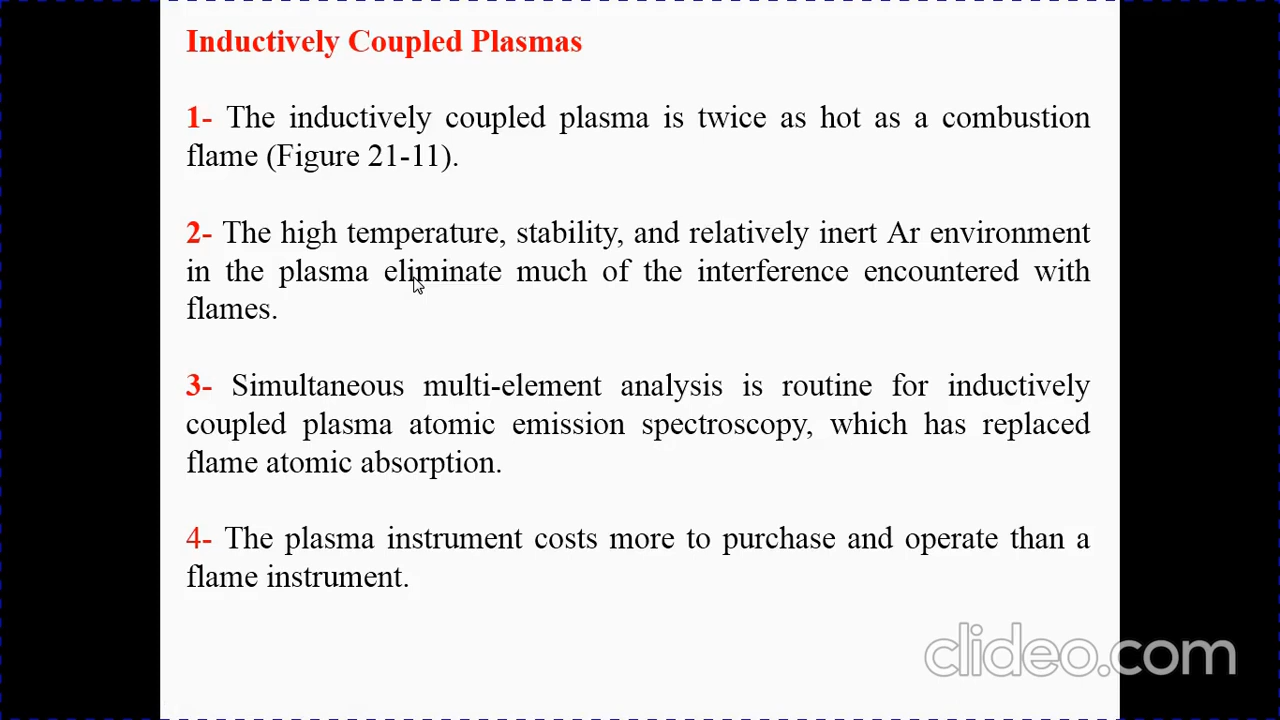 Inductively Coupled Plasmas
1- The inductively coupled plasma is twice as hot as a combustion
flame (Figure 21-11).
2- The high temperature, stability, and relatively inert Ar environment
in the plasma eliminate much of the interference encountered with
flames.
3- Simultaneous multi-element analysis is routine for inductively
coupled plasma atomic emission spectroscopy, which has replaced
flame atomic absorption.
4- The plasma instrument costs more to purchase and operate than a
flame instrument.
clideo.com